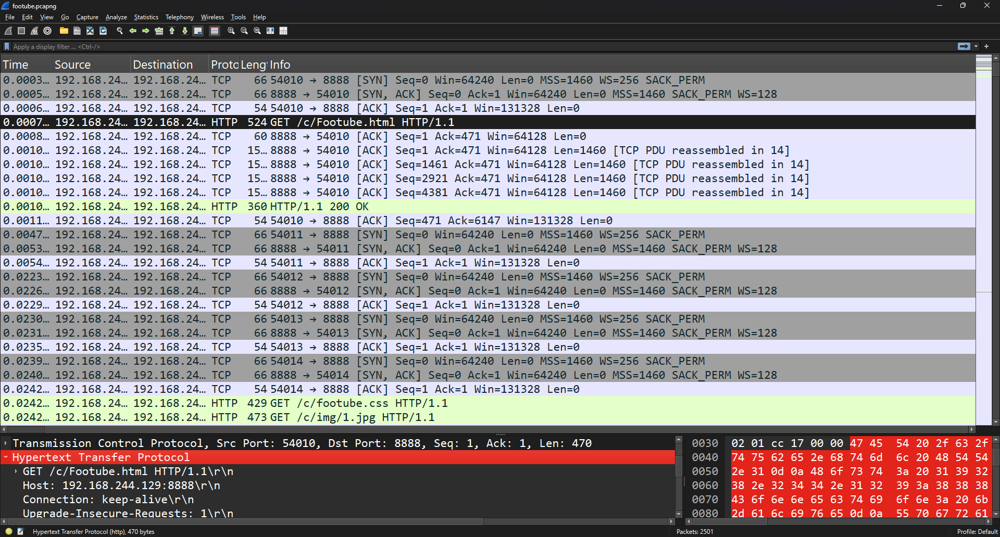 footube.pcapng
File Edit View Go Capture Analyze Statistics Telephony Wireless Tools Help
Apply a display filter … <Ctrl-/>
Time Source Destination Proto Leng Info
0.0003… 192.168.24… 192.168.24… TCP 66 54010 → 8888 [SYN] Seq=0 Win=64240 Len=0 MSS=1460 WS=256 SACK_PERM
0.0005… 192.168.24… 192.168.24… TCP 66 8888 → 54010 [SYN, ACK] Seq=0 Ack=1 Win=64240 Len=0 MSS=1460 SACK_PERM WS=128
0.0006… 192.168.24… 192.168.24… TCP 54 54010 → 8888 [ACK] Seq=1 Ack=1 Win=131328 Len=0
0.0007… 192.168.24… 192.168.24… HTTP 524 GET /c/Footube.html HTTP/1.1
0.0008… 192.168.24… 192.168.24… TCP 60 8888 → 54010 [ACK] Seq=1 Ack=471 Win=64128 Len=0
0.0010… 192.168.24… 192.168.24… TCP 15… 8888 → 54010 [ACK] Seq=1 Ack=471 Win=64128 Len=1460 [TCP PDU reassembled in 14]
0.0010… 192.168.24… 192.168.24… TCP 15… 8888 → 54010 [ACK] Seq=1461 Ack=471 Win=64128 Len=1460 [TCP PDU reassembled in 14]
0.0010… 192.168.24… 192.168.24… TCP 15… 8888 → 54010 [ACK] Seq=2921 Ack=471 Win=64128 Len=1460 [TCP PDU reassembled in 14]
0.0010… 192.168.24… 192.168.24… TCP 15… 8888 → 54010 [ACK] Seq=4381 Ack=471 Win=64128 Len=1460 [TCP PDU reassembled in 14]
0.0010… 192.168.24… 192.168.24… HTTP 360 HTTP/1.1 200 OK
0.0011… 192.168.24… 192.168.24… TCP 54 54010 → 8888 [ACK] Seq=471 Ack=6147 Win=131328 Len=0
0.0047… 192.168.24… 192.168.24… TCP 66 54011 → 8888 [SYN] Seq=0 Win=64240 Len=0 MSS=1460 WS=256 SACK_PERM
0.0053… 192.168.24… 192.168.24… TCP 66 8888 → 54011 [SYN, ACK] Seq=0 Ack=1 Win=64240 Len=0 MSS=1460 SACK_PERM WS=128
0.0054… 192.168.24… 192.168.24… TCP 54 54011 → 8888 [ACK] Seq=1 Ack=1 Win=131328 Len=0
0.0223… 192.168.24… 192.168.24… TCP 66 54012 → 8888 [SYN] Seq=0 Win=64240 Len=0 MSS=1460 WS=256 SACK_PERM
0.0226… 192.168.24… 192.168.24… TCP 66 8888 → 54012 [SYN, ACK] Seq=0 Ack=1 Win=64240 Len=0 MSS=1460 SACK_PERM WS=128
0.0229… 192.168.24… 192.168.24… TCP 54 54012 → 8888 [ACK] Seq=1 Ack=1 Win=131328 Len=0
0.0230… 192.168.24… 192.168.24… TCP 66 54013 → 8888 [SYN] Seq=0 Win=64240 Len=0 MSS=1460 WS=256 SACK_PERM
0.0231… 192.168.24… 192.168.24… TCP 66 8888 → 54013 [SYN, ACK] Seq=0 Ack=1 Win=64240 Len=0 MSS=1460 SACK_PERM WS=128
0.0235… 192.168.24… 192.168.24… TCP 54 54013 → 8888 [ACK] Seq=1 Ack=1 Win=131328 Len=0
0.0239… 192.168.24… 192.168.24… TCP 66 54014 → 8888 [SYN] Seq=0 Win=64240 Len=0 MSS=1460 WS=256 SACK_PERM
0.0240… 192.168.24… 192.168.24… TCP 66 8888 → 54014 [SYN, ACK] Seq=0 Ack=1 Win=64240 Len=0 MSS=1460 SACK_PERM WS=128
0.0242… 192.168.24… 192.168.24… TCP 54 54014 → 8888 [ACK] Seq=1 Ack=1 Win=131328 Len=0
0.0242… 192.168.24… 192.168.24… HTTP 429 GET /c/footube.css HTTP/1.1
0.0242… 192.168.24… 192.168.24… HTTP 473 GET /c/img/1.jpg HTTP/1.1
Transmission Control Protocol, Src Port: 54010, Dst Port: 8888, Seq: 1, Ack: 1, Len: 470
Hypertext Transfer Protocol
GET /c/Footube.html HTTP/1.1\r\n
Host: 192.168.244.129:8888\r\n
Connection: keep-alive\r\n
Upgrade-Insecure-Requests: 1\r\n
0030 02 01 cc 17 00 00 47 45 54 20 2f 63 2f
0040 74 75 62 65 2e 68 74 6d 6c 20 48 54 54
0050 2e 31 0d 0a 48 6f 73 74 3a 20 31 39 32
0060 38 2e 32 34 34 2e 31 32 39 3a 38 38 38
0070 43 6f 6e 6e 65 63 74 69 6f 6e 3a 20 6b
0080 2d 61 6c 69 76 65 0d 0a 55 70 67 72 61
Hypertext Transfer Protocol (http), 470 bytes
Packets: 2501
Profile: Default